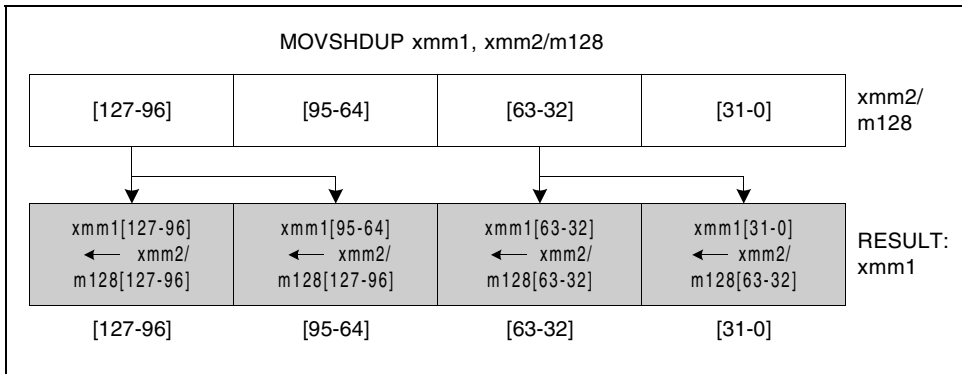 MOVSHDUP xmm1, xmm2/m128
[127-96] [95-64] [63-32] [31-0]
xmm2/
m128
xmm1[127-96]
← xmm2/
m128[127-96]
xmm1[95-64]
← xmm2/
m128[127-96]
xmm1[63-32]
← xmm2/
m128[63-32]
xmm1[31-0]
← xmm2/
m128[63-32]
RESULT:
xmm1
[127-96] [95-64] [63-32] [31-0]